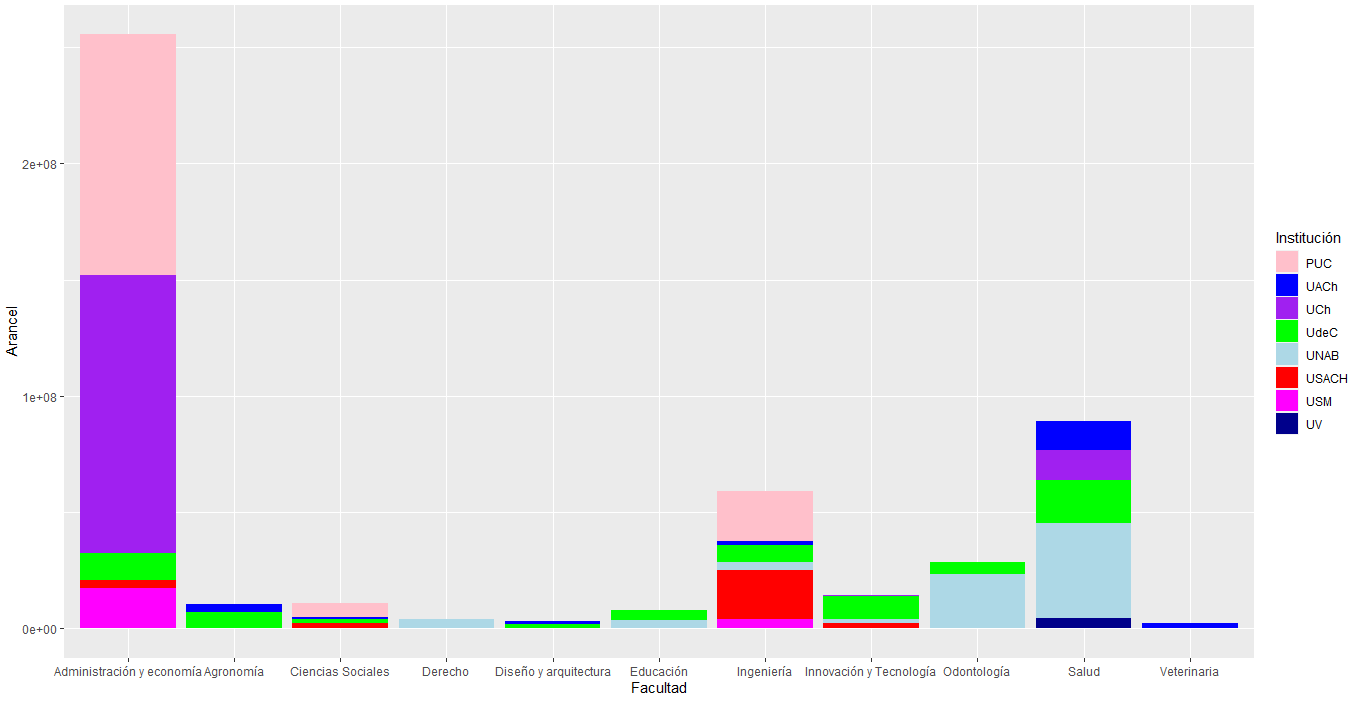 2e+08
1e+08
0e+00
Arancel
Administración y economía
Agronomía
Ciencias Sociales
Derecho
Diseño y arquitectura
Educación
Ingeniería
Innovación y Tecnología
Odontología
Salud
Veterinaria
Facultad
Institución
PUC
UACh
UCh
UdeC
UNAB
USACH
USM
UV